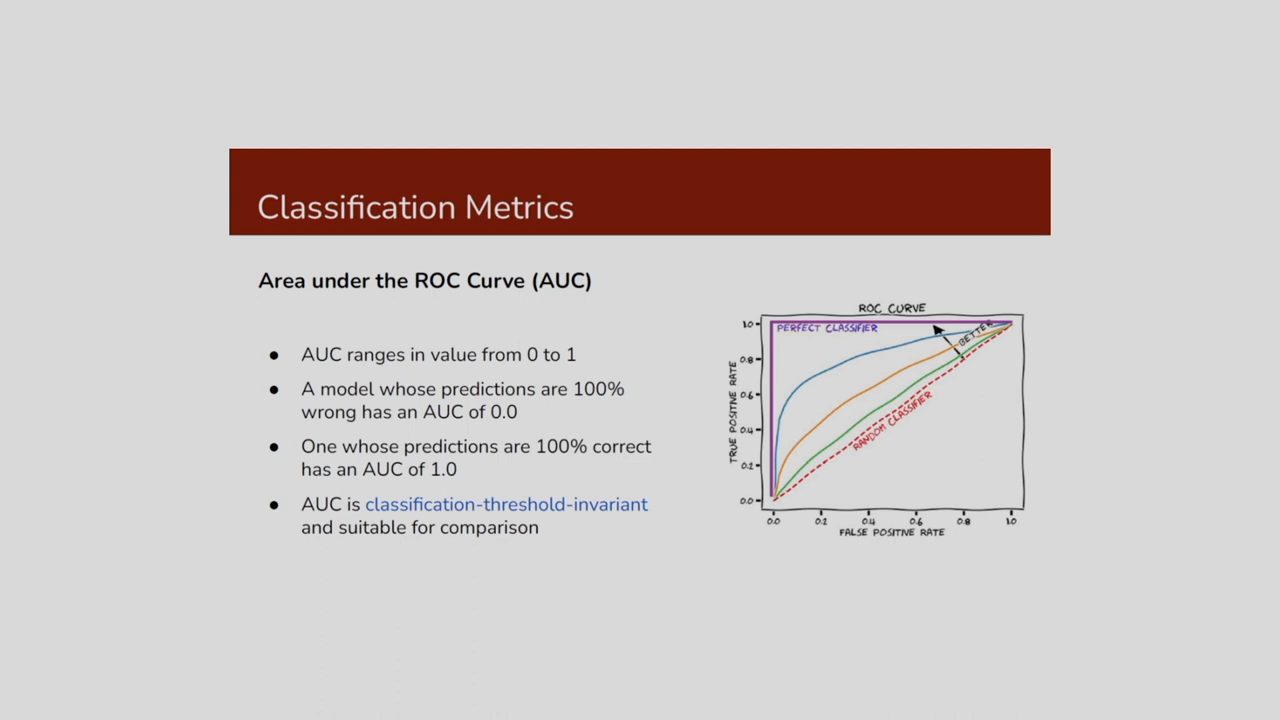 Classification Metrics
Area under the ROC Curve (AUC)
● AUC ranges in value from 0 to 1
● A model whose predictions are 100%
wrong has an AUC of 0.0
● One whose predictions are 100% correct
has an AUC of 1.0
● AUC is classification-threshold-invariant
and suitable for comparison
ROC CURVE
PERFECT CLASSIFIER
BETTER
RANDOM CLASSIFIER
TRUE POSITIVE RATE
1.0
0.8
0.6
0.4
0.2
0.0
0.0 0.2 0.4 0.6 0.8 1.0
FALSE POSITIVE RATE